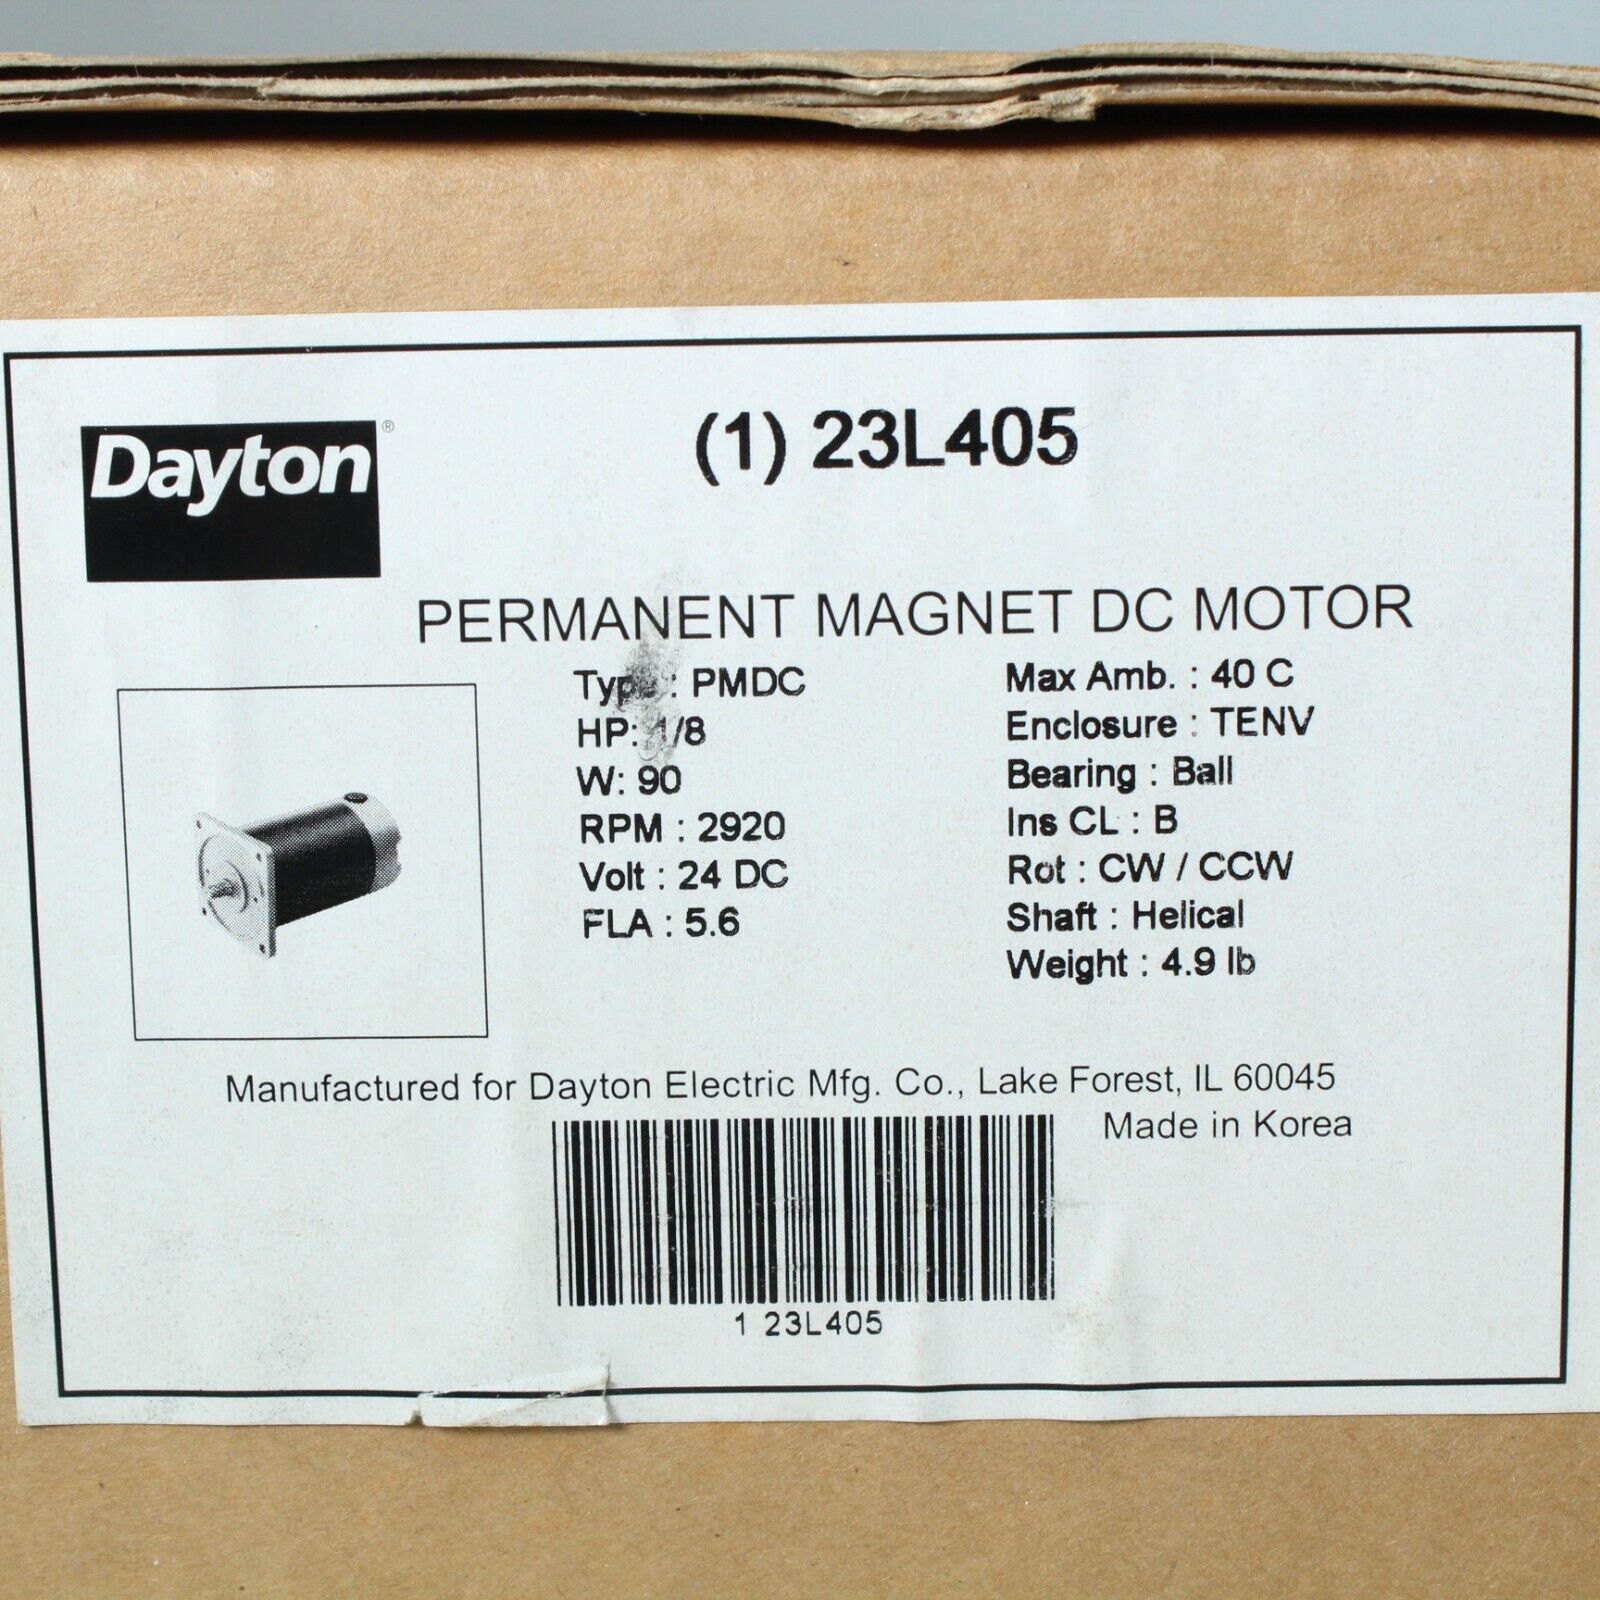 Dayton®
(1) 23L405
PERMANENT MAGNET DC MOTOR
Type : PMDC
HP: 1/8
W: 90
RPM : 2920
Volt : 24 DC
FLA : 5.6
Max Amb. : 40 C
Enclosure : TENV
Bearing : Ball
Ins CL : B
Rot : CW / CCW
Shaft : Helical
Weight : 4.9 lb
Manufactured for Dayton Electric Mfg. Co., Lake Forest, IL 60045
Made in Korea
1 23L405